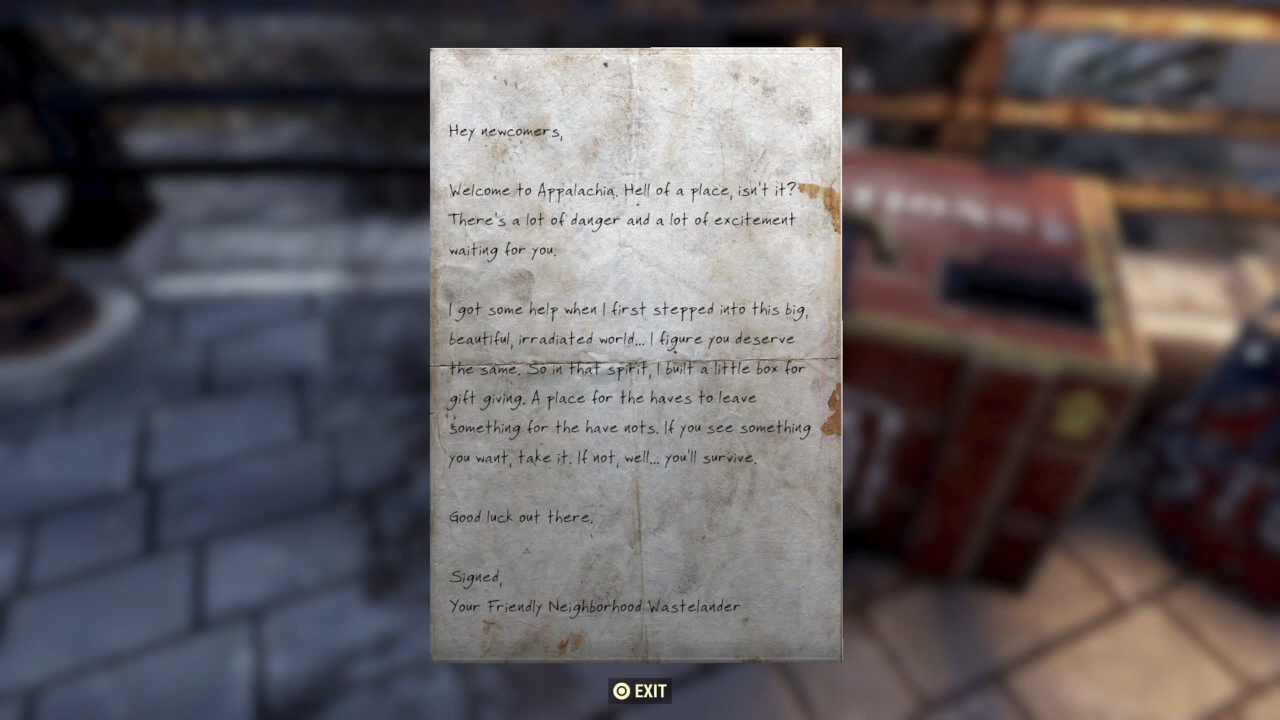 Hey newcomers,
Welcome to Appalachia. Hell of a place, isn't it?
There's a lot of danger and a lot of excitement
waiting for you.
I got some help when I first stepped into this big,
beautiful, irradiated world... I figure you deserve
the same. So in that spirit, I built a little box for
gift giving. A place for the haves to leave
something for the have nots. If you see something
you want, take it. If not, well... you'll survive.
Good luck out there.
Signed,
Your Friendly Neighborhood Wastelander
EXIT